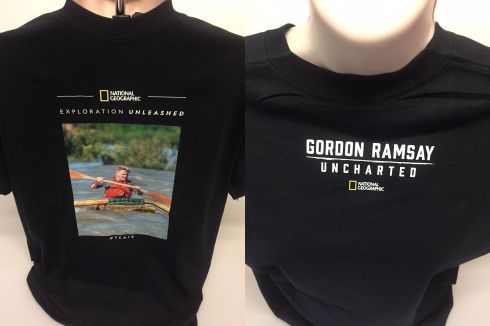 NATIONAL
GEOGRAPHIC
EXPLORATION UNLEASHED
#TCA19
GORDON RAMSAY
UNCHARTED
NATIONAL
GEOGRAPHIC